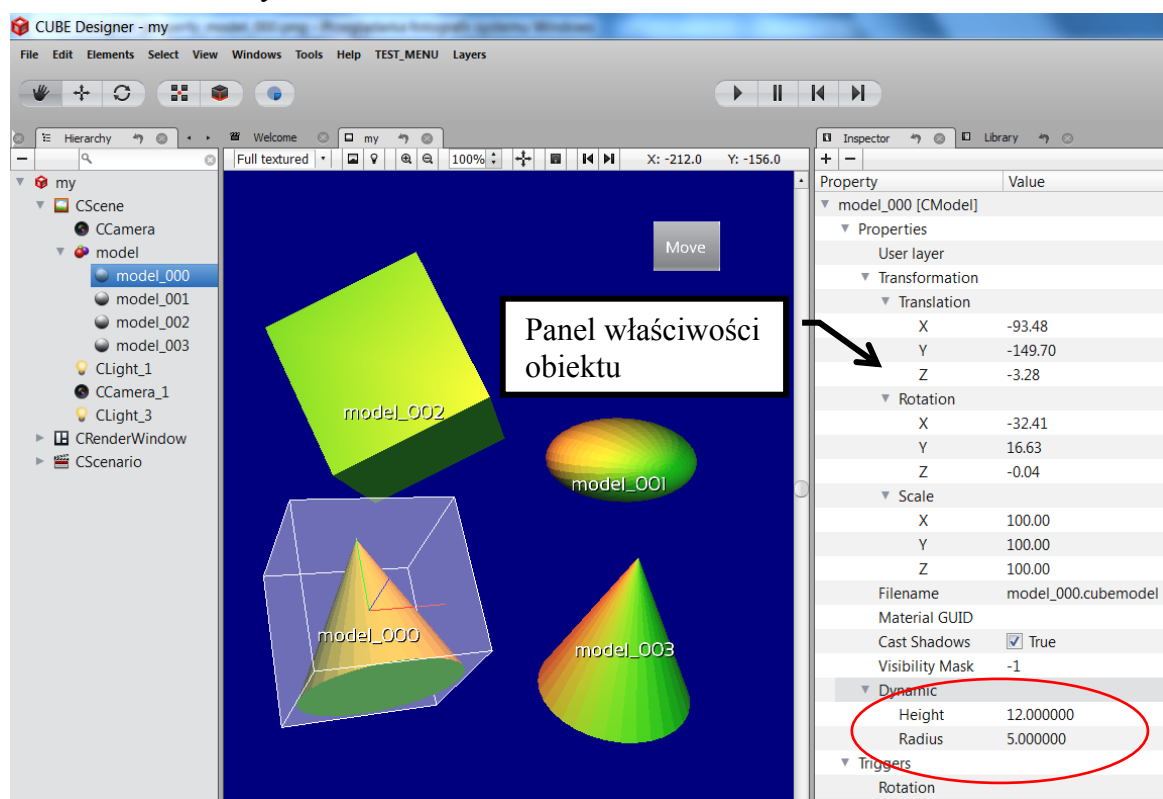 CUBE Designer - my
File Edit Elements Select View Windows Tools Help TEST_MENU Layers
Hierarchy
Welcome
my
Inspector
Library
Full textured
100%
X: -212.0 Y: -156.0
my
CScene
CCamera
model
model_000
model_001
model_002
model_003
CLight_1
CCamera_1
CLight_3
CRenderWindow
CScenario
Move
Panel właściwości
obiektu
model_002
model_001
model_000
model_003
Property Value
model_000 [CModel]
Properties
User layer
Transformation
Translation
X -93.48
Y -149.70
Z -3.28
Rotation
X -32.41
Y 16.63
Z -0.04
Scale
X 100.00
Y 100.00
Z 100.00
Filename model_000.cubemodel
Material GUID
Cast Shadows True
Visibility Mask -1
Dynamic
Height 12.000000
Radius 5.000000
Triggers
Rotation